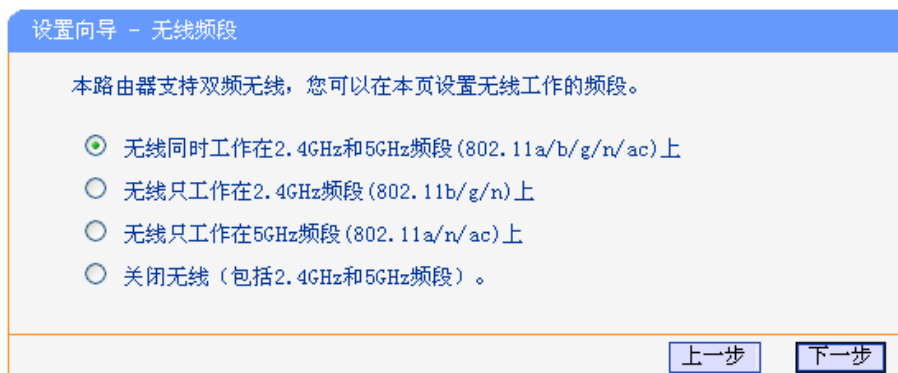 设置向导 - 无线频段
本路由器支持双频无线，您可以在本页设置无线工作的频段。
无线同时工作在2.4GHz和5GHz频段(802.11a/b/g/n/ac)上
无线只工作在2.4GHz频段(802.11b/g/n)上
无线只工作在5GHz频段(802.11a/n/ac)上
关闭无线（包括2.4GHz和5GHz频段）。
上一步 下一步